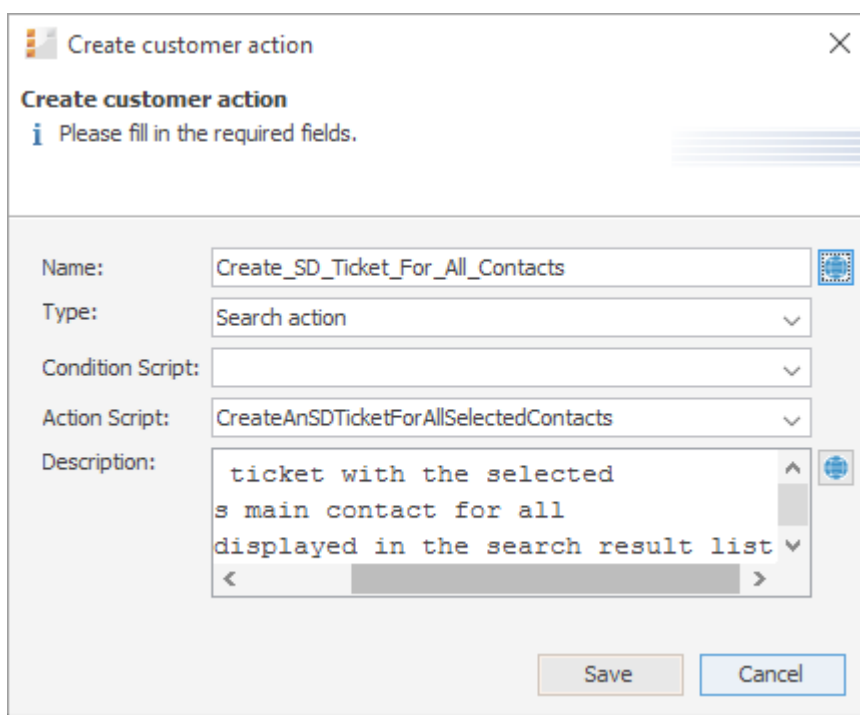 Create customer action
Create customer action
Please fill in the required fields.
Name: Create_SD_Ticket_For_All_Contacts
Type: Search action
Condition Script:
Action Script: CreateAnSDTicketForAllSelectedContacts
Description: ticket with the selected
s main contact for all
displayed in the search result list
Save Cancel